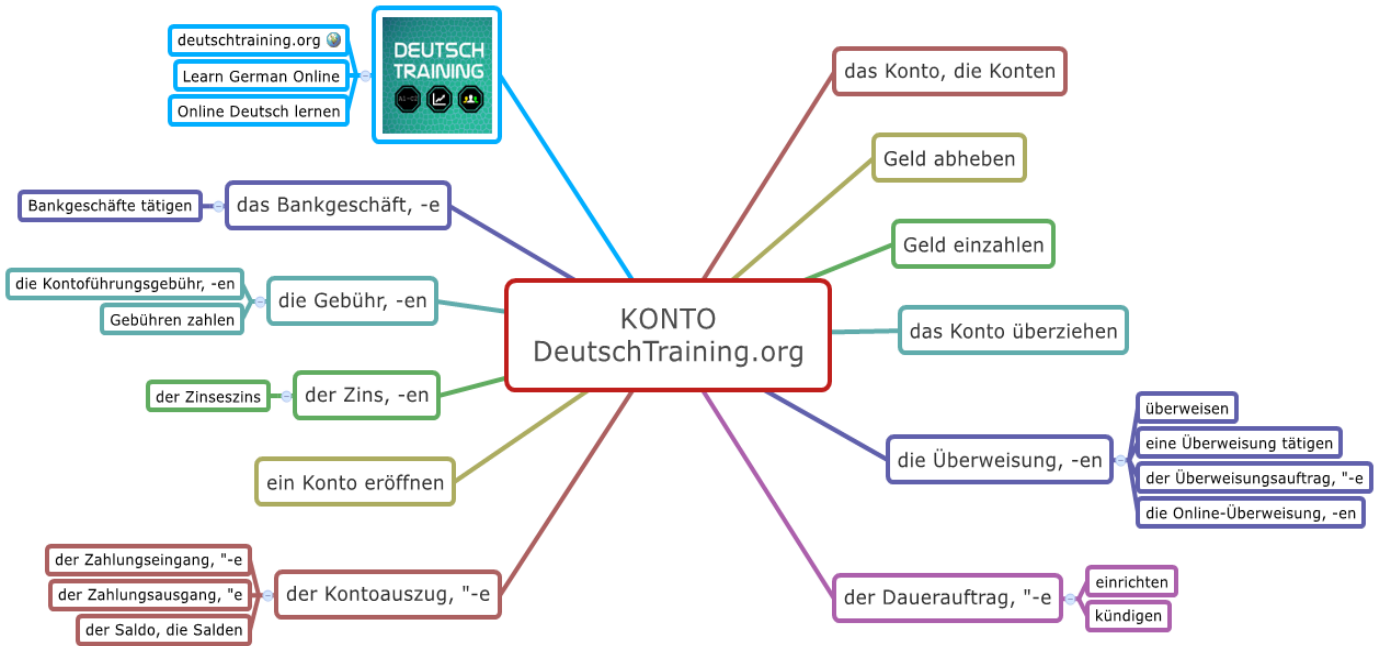 deutschtraining.org
Learn German Online
Online Deutsch lernen
DEUTSCH
TRAINING
A1-C2
das Bankgeschäft, -e
Bankgeschäfte tätigen
die Gebühr, -en
die Kontoführungsgebühr, -en
Gebühren zahlen
der Zins, -en
der Zinseszins
ein Konto eröffnen
der Kontoauszug, "-e
der Zahlungseingang, "-e
der Zahlungsausgang, "e
der Saldo, die Salden
KONTO
DeutschTraining.org
das Konto, die Konten
Geld abheben
Geld einzahlen
das Konto überziehen
die Überweisung, -en
überweisen
eine Überweisung tätigen
der Überweisungsauftrag, "-e
die Online-Überweisung, -en
der Dauerauftrag, "-e
einrichten
kündigen